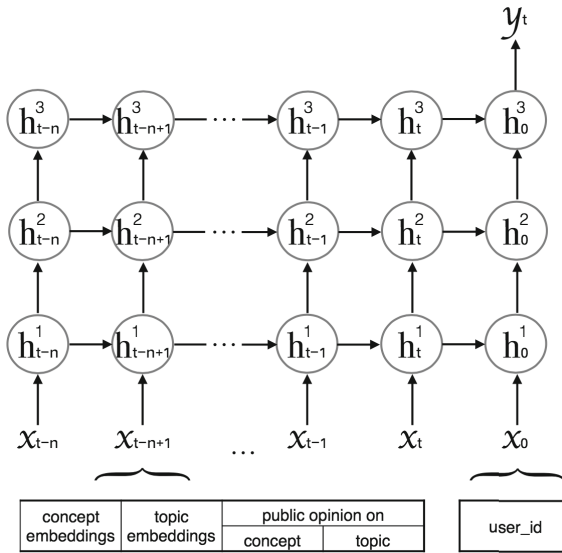 y_t
h^3_{t-n} h^3_{t-n+1} ... h^3_{t-1} h^3_t h^3_0
h^2_{t-n} h^2_{t-n+1} ... h^2_{t-1} h^2_t h^2_0
h^1_{t-n} h^1_{t-n+1} ... h^1_{t-1} h^1_t h^1_0
x_{t-n} x_{t-n+1} ... x_{t-1} x_t x_0
concept embeddings
topic embeddings
public opinion on
concept topic
user_id